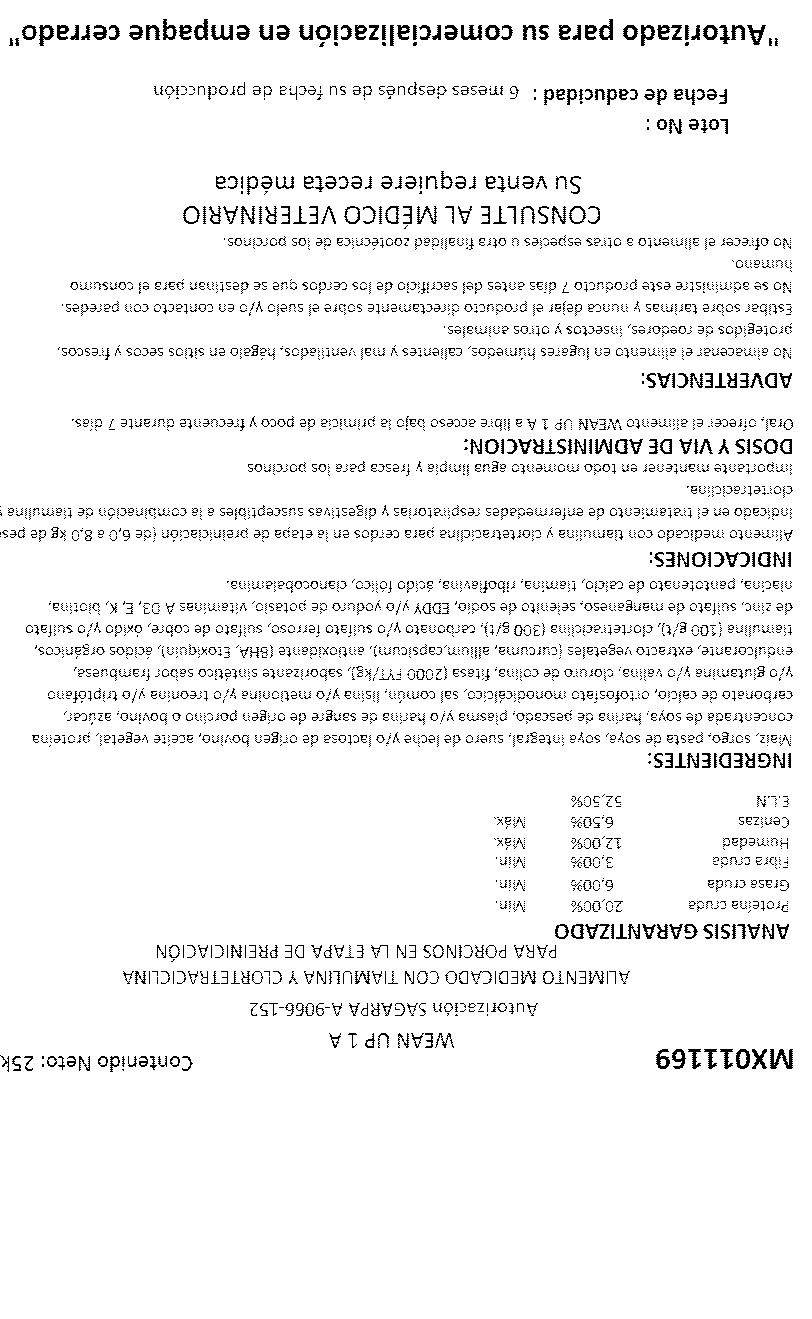 MX011169
Contenido Neto: 25k
WEAN UP 1 A
Autorización SAGARPA A-9066-152
ALIMENTO MEDICADO CON TIAMULINA Y CLORTETRACICLINA
PARA PORCINOS EN LA ETAPA DE PREINICIACIÓN
ANALISIS GARANTIZADO
Proteína cruda 20,00% Min.
Grasa cruda 6,00% Min.
Fibra cruda 3,00% Min.
Humedad 12,00% Máx.
Cenizas 6,50% Máx.
E.L.N 52,50%
INGREDIENTES:
Maíz, sorgo, pasta de soya, soya integral, suero de leche y/o lactosa de origen bovino, aceite vegetal, proteína
concentrada de soya, harina de pescado, plasma y/o harina de sangre de origen porcino o bovino, azúcar,
carbonato de calcio, ortofosfato monodicálcico, sal común, lisina y/o metionina y/o treonina y/o triptófano
y/o glutamina y/o valina, cloruro de colina, fitasa (2000 FYT/kg), saborizante sintético sabor frambuesa,
endulcorante, extracto vegetales (curcuma, allium,capsicum), antioxidante (BHA, Etoxiquin), ácidos orgánicos,
tiamulina (100 g/t), clortetraciclina (300 g/t), carbonato y/o sulfato ferroso, sulfato de cobre, óxido y/o sulfato
de zinc, sulfato de manganeso, selenito de sodio, EDDY y/o yoduro de potasio, vitaminas A D3, E, K, biotina,
niacina, pantotenato de calcio, tiamina, riboflavina, ácido fólico, cianocobalamina.
INDICACIONES:
Alimento medicado con tiamulina y clortetraciclina para cerdos en la etapa de preiniciación (de 6,0 a 8,0 kg de peso
Indicado en el tratamiento de enfermedades respiratorias y digestivas susceptibles a la combinación de tiamulina y
clortetraciclina.
Importante mantener en todo momento agua limpia y fresca para los porcinos
DOSIS Y VIA DE ADMINISTRACION:
Oral, ofrecer el alimento WEAN UP 1 A a libre acceso bajo la primicia de poco y frecuente durante 7 días.
ADVERTENCIAS:
No almacenar el alimento en lugares húmedos, calientes y mal ventilados, hágalo en sitios secos y frescos,
protegidos de roedores, insectos y otros animales.
Estibar sobre tarimas y nunca dejar el producto directamente sobre el suelo y/o en contacto con paredes.
No se administre este producto 7 días antes del sacrificio de los cerdos que se destinan para el consumo
humano.
No ofrecer el alimento a otras especies u otra finalidad zootécnica de los porcinos.
CONSULTE AL MÉDICO VETERINARIO
Su venta requiere receta médica
Lote No :
Fecha de caducidad : 6 meses después de su fecha de producción
"Autorizado para su comercialización en empaque cerrado"